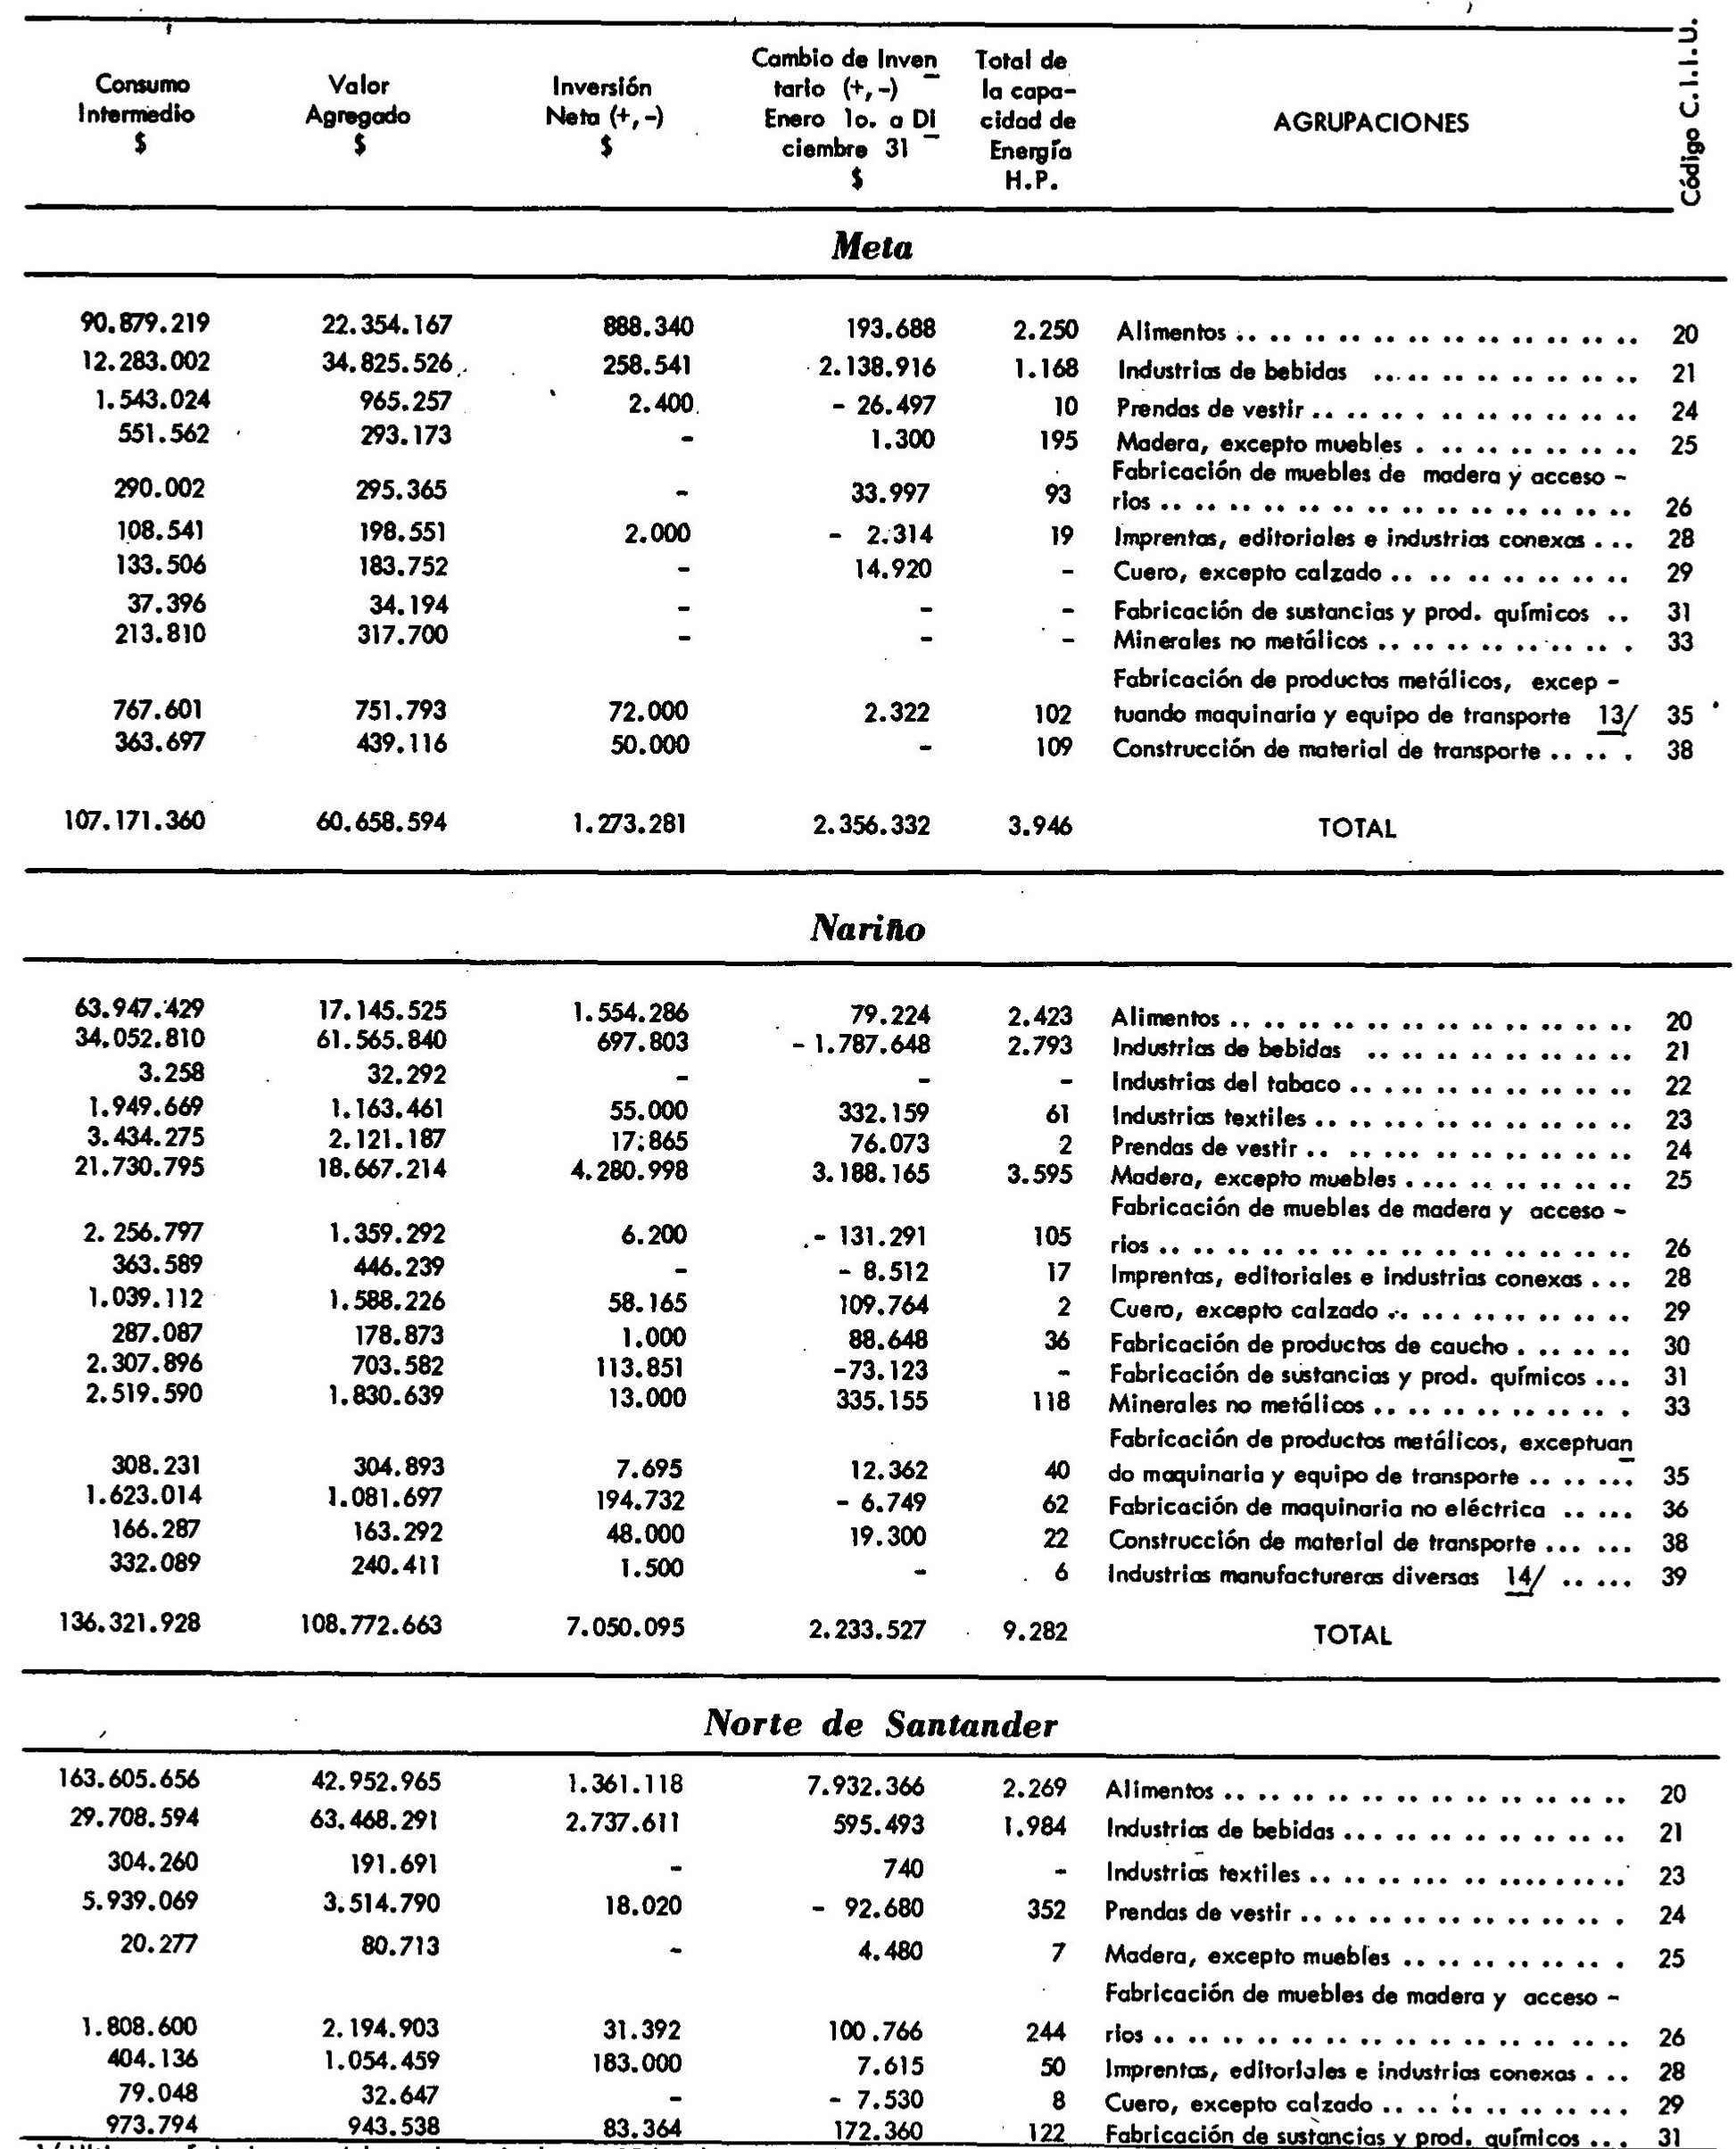 Consumo Intermedio $ Valor Agregado $ Inversión Neta (+,-) $ Cambio de Inven tario (+,-) Enero 1o. a Di ciembre 31 $ Total de la capa- cidad de Energía H.P. AGRUPACIONES Código C.I.I.U.
Meta
90.879.219 22.354.167 888.340 193.688 2.250 Alimentos .. .. .. .. .. .. .. .. .. .. .. .. 20
12.283.002 34.825.526 258.541 2.138.916 1.168 Industrias de bebidas .. .. .. .. .. .. .. .. 21
1.543.024 965.257 2.400 - 26.497 10 Prendas de vestir .. .. .. . .. .. .. .. .. .. 24
551.562 293.173 - 1.300 195 Madera, excepto muebles . .. .. .. .. .. .. 25
Fabricación de muebles de madera y acceso -
290.002 295.365 - 33.997 93 rios .. .. .. .. .. .. .. .. .. .. .. .. .. .. 26
108.541 198.551 2.000 - 2.314 19 Imprentas, editoriales e industrias conexas ... 28
133.506 183.752 - 14.920 - Cuero, excepto calzado .. .. .. .. .. .. .. 29
37.396 34.194 - - - Fabricación de sustancias y prod. químicos .. 31
213.810 317.700 - - - Minerales no metálicos .. .. .. .. .. .. .. . 33
Fabricación de productos metálicos, excep -
767.601 751.793 72.000 2.322 102 tuando maquinaria y equipo de transporte 13/ 35
363.697 439.116 50.000 - 109 Construcción de material de transporte .. .. . 38
107.171.360 60.658.594 1.273.281 2.356.332 3.946 TOTAL
Nariño
63.947.429 17.145.525 1.554.286 79.224 2.423 Alimentos .. .. .. .. .. .. .. .. .. .. .. .. 20
34.052.810 61.565.840 697.803 - 1.787.648 2.793 Industrias de bebidas .. .. .. .. .. .. .. .. 21
3.258 32.292 - - - Industrias del tabaco .. .. .. .. .. .. .. .. 22
1.949.669 1.163.461 55.000 332.159 61 Industrias textiles .. .. .. .. .. .. .. .. .. 23
3.434.275 2.121.187 17.865 76.073 2 Prendas de vestir .. .. ... .. .. .. .. .. .. 24
21.730.795 18.667.214 4.280.998 3.188.165 3.595 Madera, excepto muebles . ... .. .. .. .. .. 25
Fabricación de muebles de madera y acceso -
2.256.797 1.359.292 6.200 - 131.291 105 rios .. .. .. .. .. .. .. .. .. .. .. .. .. .. 26
363.589 446.239 - - 8.512 17 Imprentas, editoriales e industrias conexas ... 28
1.039.112 1.588.226 58.165 109.764 2 Cuero, excepto calzado .. .. ... .. .. .. .. 29
287.087 178.873 1.000 88.648 36 Fabricación de productos de caucho . .. .. .. 30
2.307.896 703.582 113.851 -73.123 - Fabricación de sustancias y prod. químicos ... 31
2.519.590 1.830.639 13.000 335.155 118 Minerales no metálicos .. .. .. .. .. .. .. . 33
Fabricación de productos metálicos, exceptuan
308.231 304.893 7.695 12.362 40 do maquinaria y equipo de transporte .. .. ... 35
1.623.014 1.081.697 194.732 - 6.749 62 Fabricación de maquinaria no eléctrica .. ... 36
166.287 163.292 48.000 19.300 22 Construcción de material de transporte ... ... 38
332.089 240.411 1.500 - 6 Industrias manufactureras diversas 14/ .. ... 39
136.321.928 108.772.663 7.050.095 2.233.527 9.282 TOTAL
Norte de Santander
163.605.656 42.952.965 1.361.118 7.932.366 2.269 Alimentos .. .. .. .. .. .. .. .. .. .. .. .. 20
29.708.594 63.468.291 2.737.611 595.493 1.984 Industrias de bebidas ... .. .. .. .. .. .. .. 21
304.260 191.691 - 740 - Industrias textiles .. .. .. ... .. ......... 23
5.939.069 3.514.790 18.020 - 92.680 352 Prendas de vestir .. .. .. .. .. .. .. .. .. . 24
20.277 80.713 - 4.480 7 Madera, excepto muebles .. .. .. .. .. .. . 25
Fabricación de muebles de madera y acceso -
1.808.600 2.194.903 31.392 100.766 244 rios .. .. .. .. .. .. .. .. .. .. .. .. .. .. 26
404.136 1.054.459 183.000 7.615 50 Imprentas, editoriales e industrias conexas . .. 28
79.048 32.647 - - 7.530 8 Cuero, excepto calzado .. .. .. .. .. .. ... 29
973.794 943.538 83.364 172.360 122 Fabricación de sustancias y prod. químicos ... 31